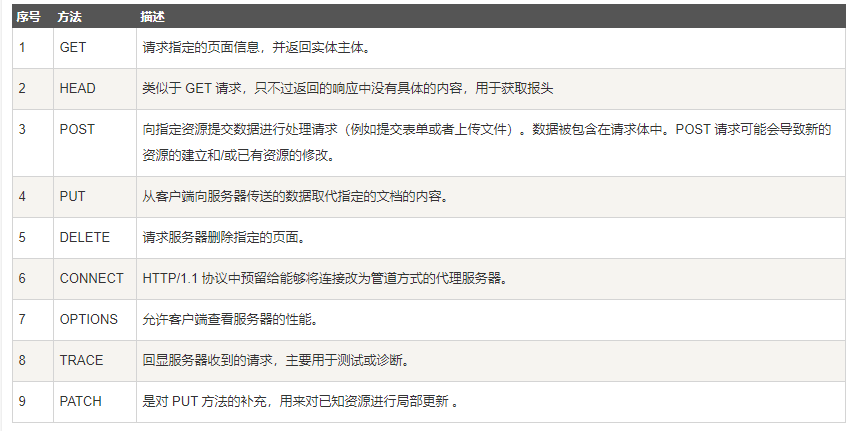 序号 方法 描述
1 GET 请求指定的页面信息，并返回实体主体。
2 HEAD 类似于 GET 请求，只不过返回的响应中没有具体的内容，用于获取报头
3 POST 向指定资源提交数据进行处理请求（例如提交表单或者上传文件）。数据被包含在请求体中。POST 请求可能会导致新的
资源的建立和/或已有资源的修改。
4 PUT 从客户端向服务器传送的数据取代指定的文档的内容。
5 DELETE 请求服务器删除指定的页面。
6 CONNECT HTTP/1.1 协议中预留给能够将连接改为管道方式的代理服务器。
7 OPTIONS 允许客户端查看服务器的性能。
8 TRACE 回显服务器收到的请求，主要用于测试或诊断。
9 PATCH 是对 PUT 方法的补充，用来对已知资源进行局部更新 。